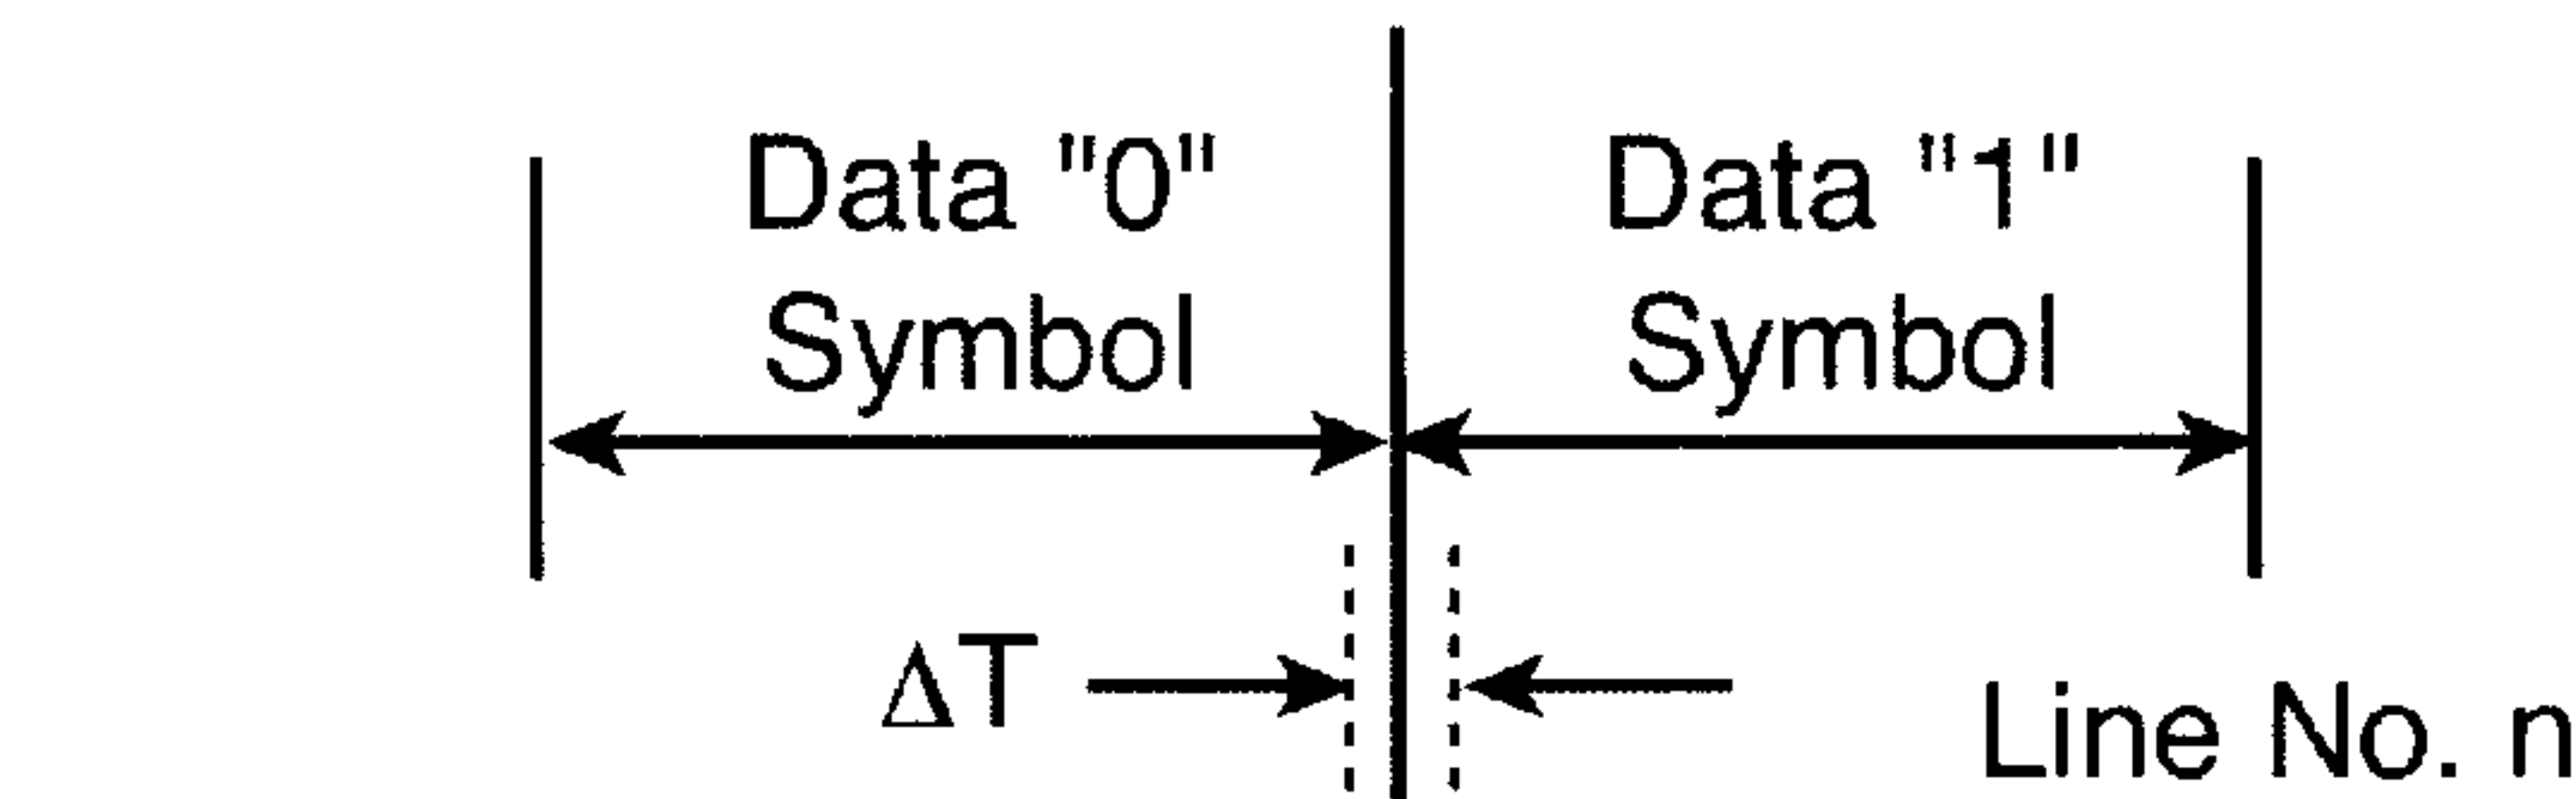 Data "0"
Symbol
Data "1"
Symbol
ΔT
Line No. n